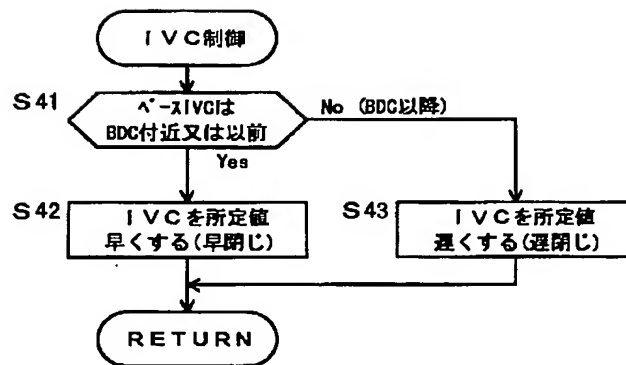 IVC制御
S41
ベースIVCは
BDC付近又は以前
No (BDC以降)
Yes
S42
IVCを所定値
早くする(早閉じ)
S43
IVCを所定値
遅くする(遅閉じ)
RETURN